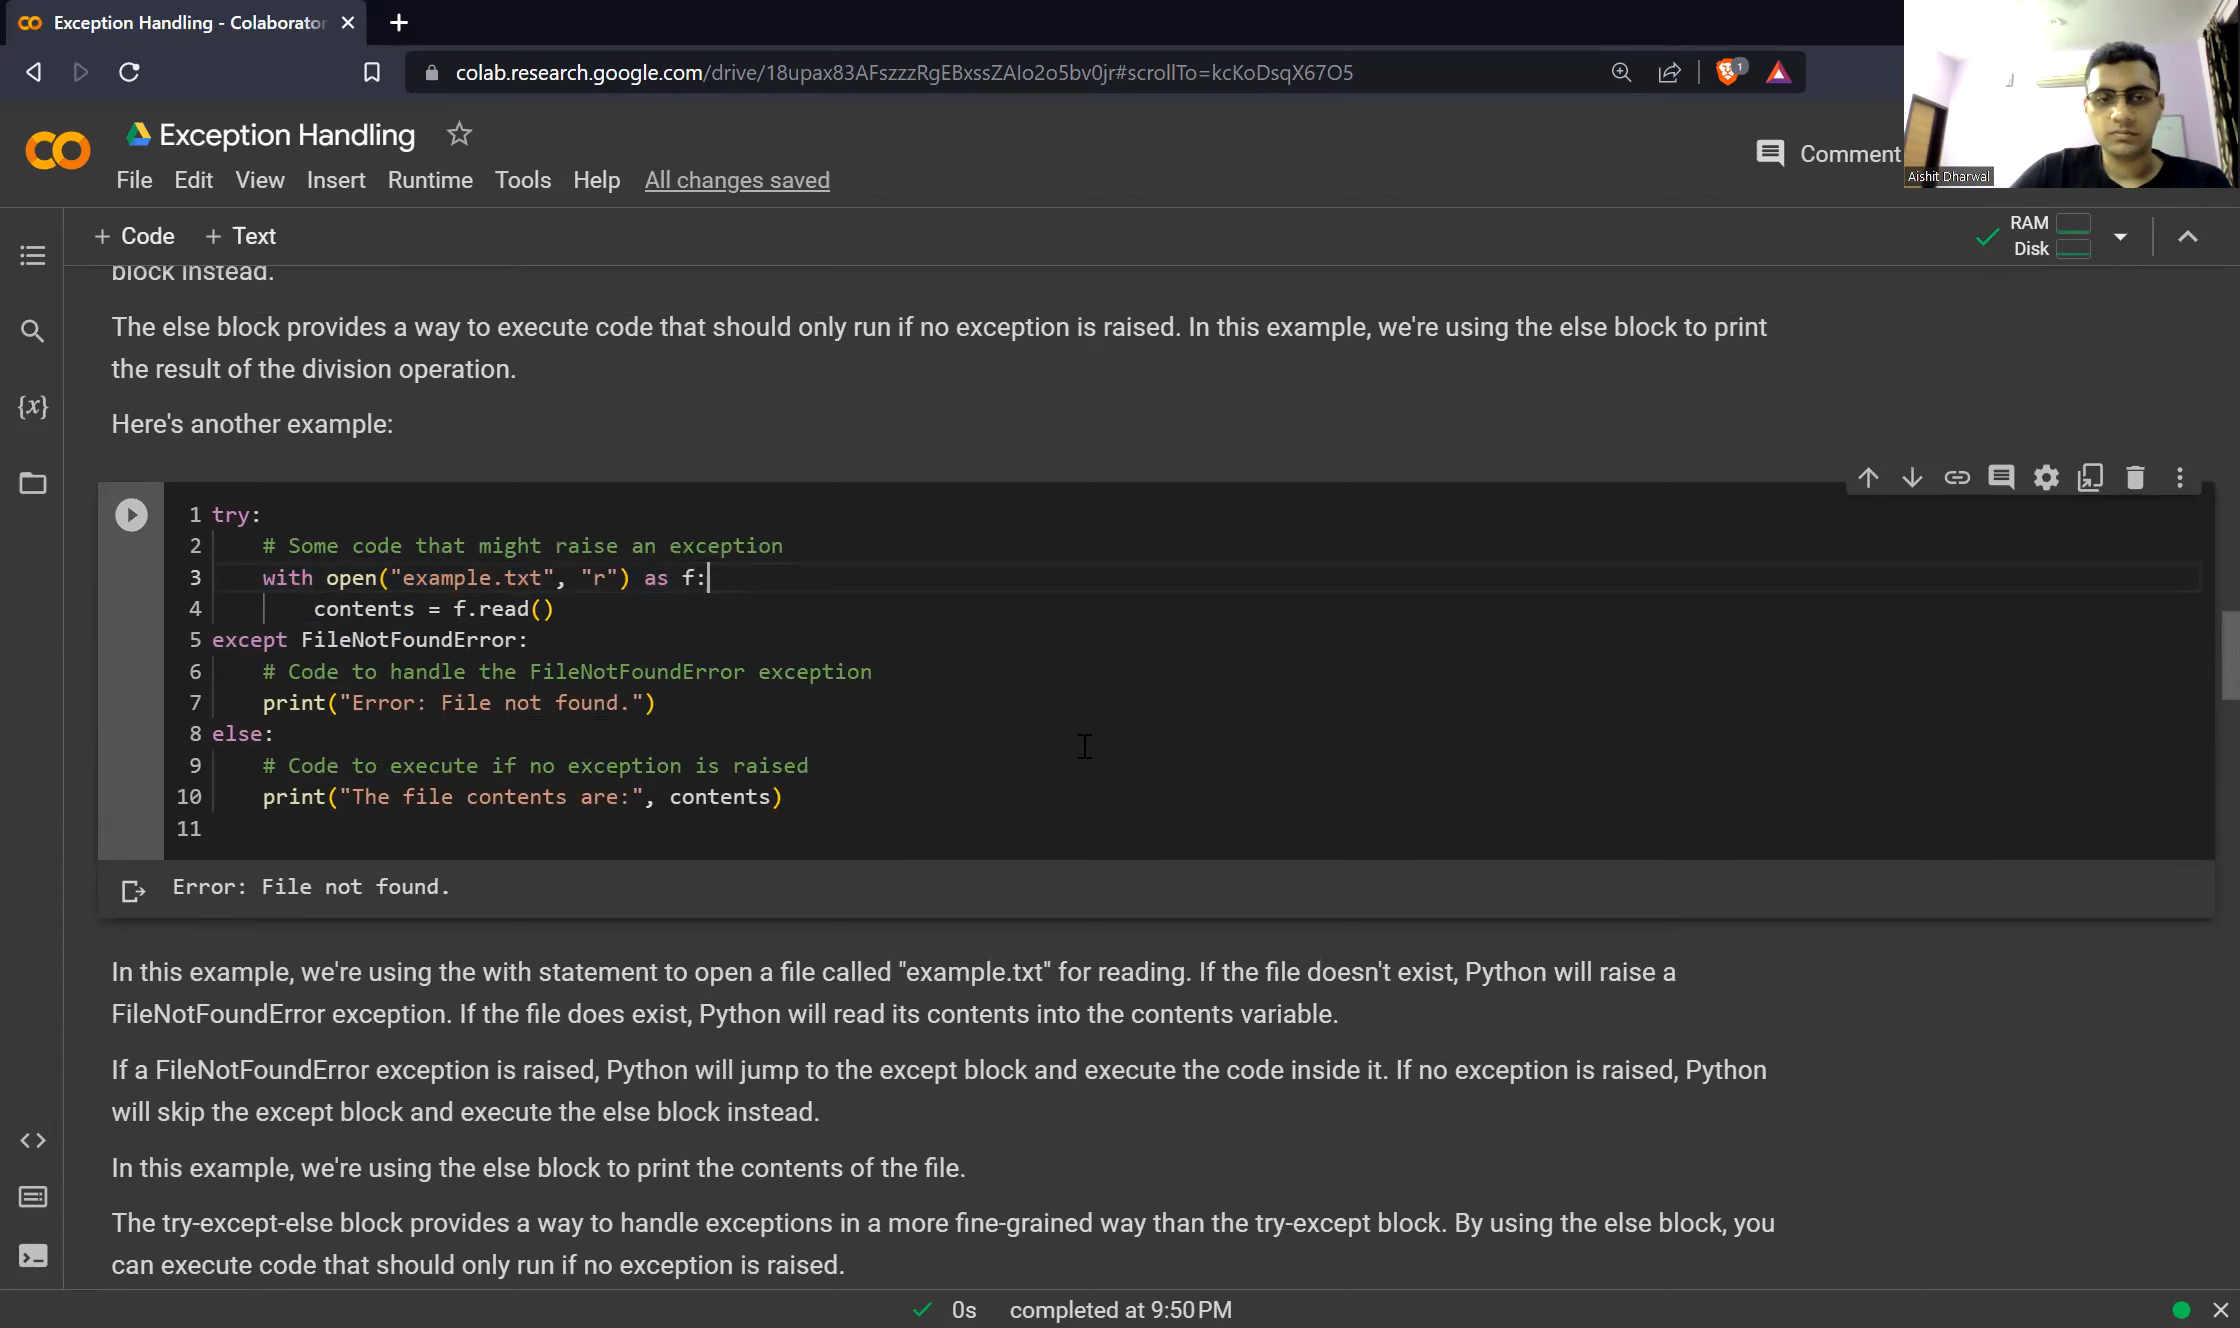 Exception Handling - Colaborator
colab.research.google.com/drive/18upax83AFszzzRgEBxssZAIo2o5bv0jr#scrollTo=kcKoDsqX67O5
1
Exception Handling
File Edit View Insert Runtime Tools Help All changes saved
Comment
Aishit Dharwal
+ Code + Text
RAM
Disk
block instead.
The else block provides a way to execute code that should only run if no exception is raised. In this example, we're using the else block to print
the result of the division operation.
Here's another example:
1 try:
2     # Some code that might raise an exception
3     with open("example.txt", "r") as f:
4         contents = f.read()
5 except FileNotFoundError:
6     # Code to handle the FileNotFoundError exception
7     print("Error: File not found.")
8 else:
9     # Code to execute if no exception is raised
10     print("The file contents are:", contents)
11
Error: File not found.
In this example, we're using the with statement to open a file called "example.txt" for reading. If the file doesn't exist, Python will raise a
FileNotFoundError exception. If the file does exist, Python will read its contents into the contents variable.
If a FileNotFoundError exception is raised, Python will jump to the except block and execute the code inside it. If no exception is raised, Python
will skip the except block and execute the else block instead.
In this example, we're using the else block to print the contents of the file.
The try-except-else block provides a way to handle exceptions in a more fine-grained way than the try-except block. By using the else block, you
can execute code that should only run if no exception is raised.
0s completed at 9:50 PM